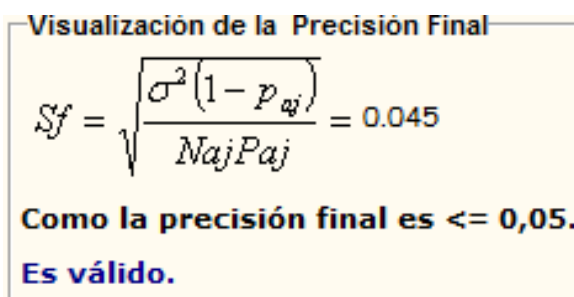 Visualización de la Precisión Final
Sf = √(σ²(1 - p aj) / NajPaj) = 0.045
Como la precisión final es <= 0,05.
Es válido.